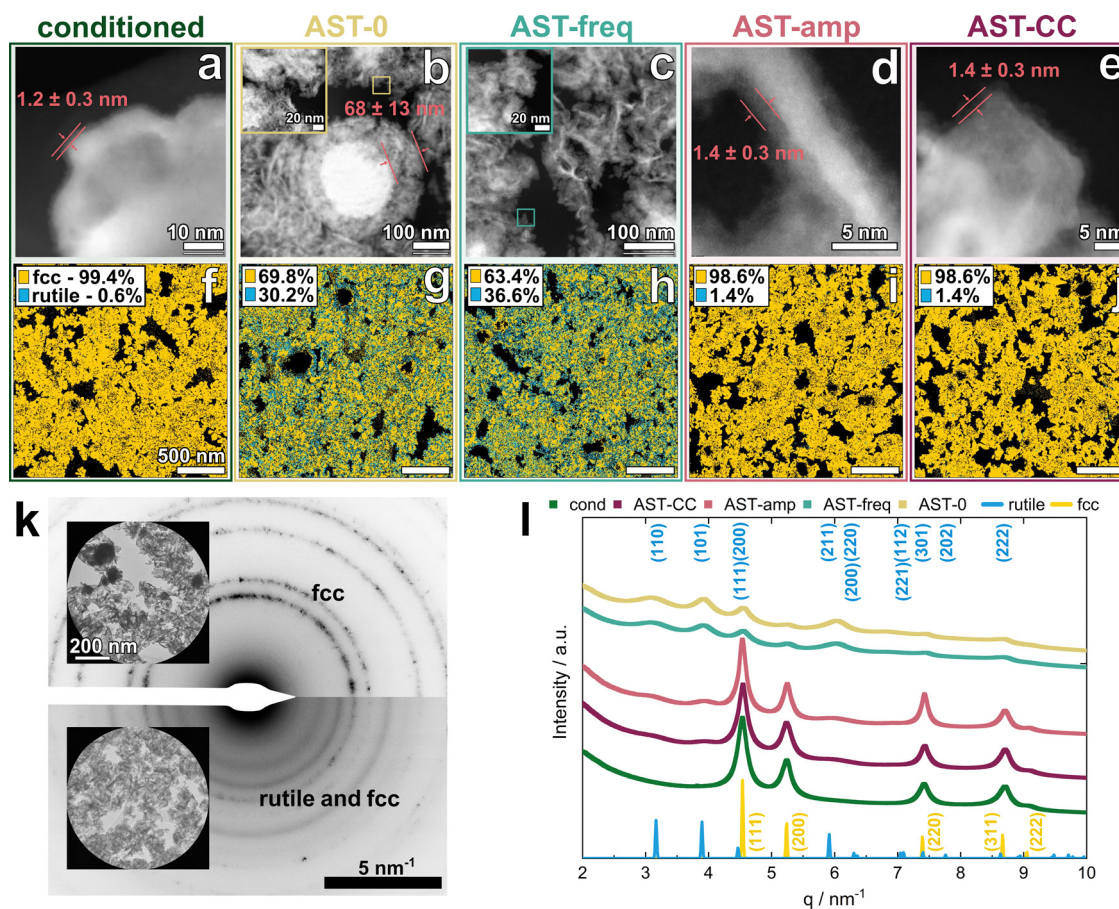 conditioned
AST-0
AST-freq
AST-amp
AST-CC
a
1.2 ± 0.3 nm
10 nm
b
20 nm
68 ± 13 nm
100 nm
c
20 nm
100 nm
d
1.4 ± 0.3 nm
5 nm
e
1.4 ± 0.3 nm
5 nm
fcc - 99.4%
rutile - 0.6%
f
500 nm
69.8%
30.2%
g
63.4%
36.6%
h
98.6%
1.4%
i
98.6%
1.4%
j
k
200 nm
fcc
rutile and fcc
5 nm⁻¹
l
cond AST-CC AST-amp AST-freq AST-0 rutile fcc
(110)
(101)
(111)(200)
(211)
(200)(220)
(221)(112)
(301)
(202)
(222)
(111)
(200)
(220)
(311)
(222)
Intensity / a.u.
2 3 4 5 6 7 8 9 10
q / nm⁻¹